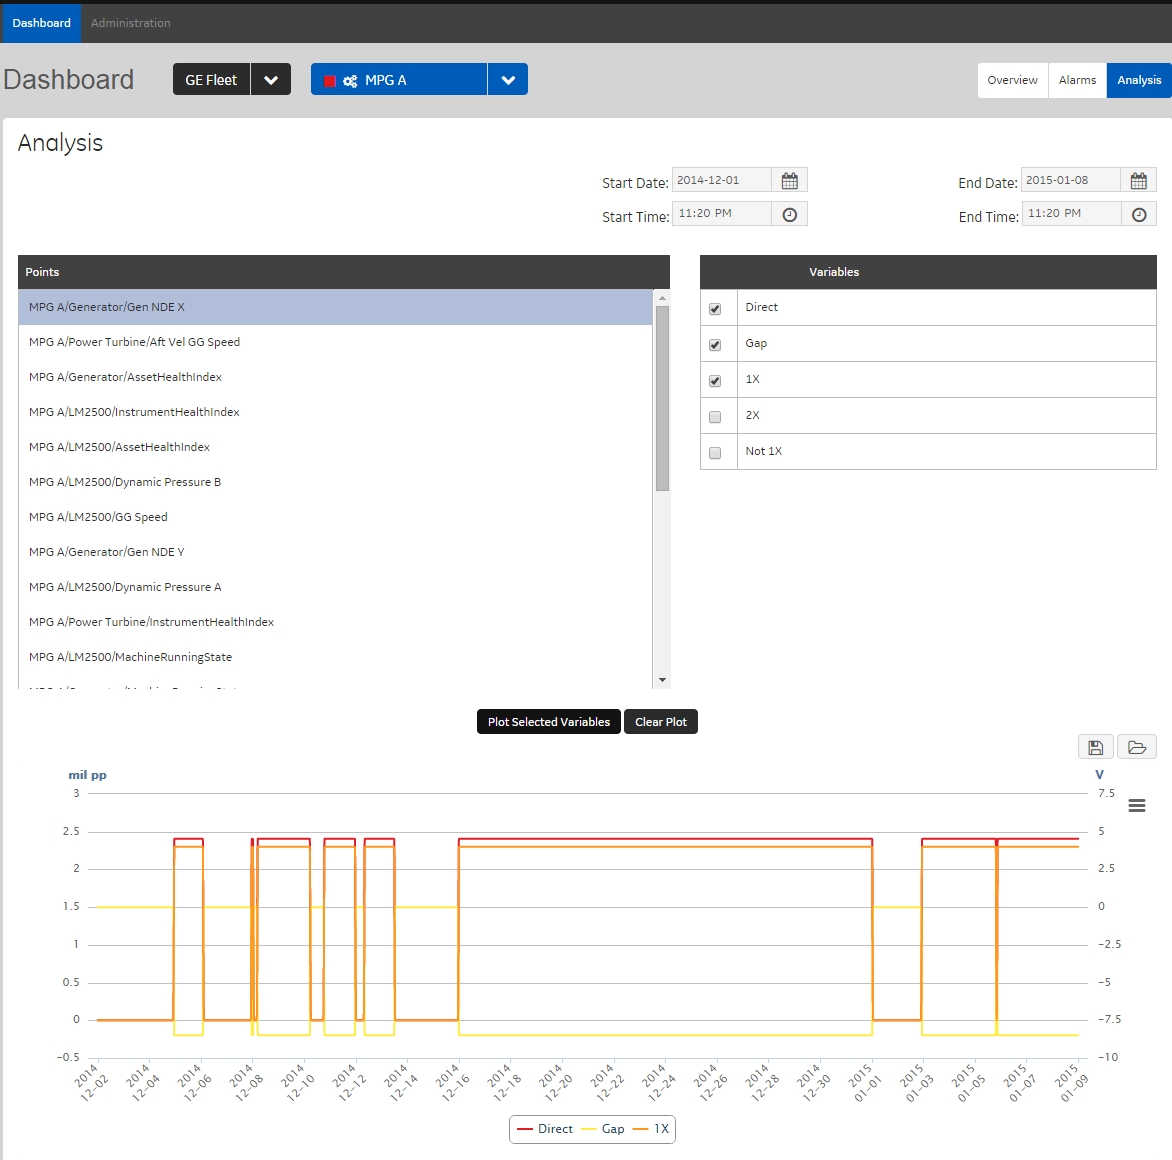 Dashboard Administration
Dashboard GE Fleet MPG A Overview Alarms Analysis
Analysis
Start Date: 2014-12-01 End Date: 2015-01-08
Start Time: 11:20 PM End Time: 11:20 PM
Points
MPG A/Generator/Gen NDE X
MPG A/Power Turbine/Aft Vel GG Speed
MPG A/Generator/AssetHealthIndex
MPG A/LM2500/InstrumentHealthIndex
MPG A/LM2500/AssetHealthIndex
MPG A/LM2500/Dynamic Pressure B
MPG A/LM2500/GG Speed
MPG A/Generator/Gen NDE Y
MPG A/LM2500/Dynamic Pressure A
MPG A/Power Turbine/InstrumentHealthIndex
MPG A/LM2500/MachineRunningState
Variables
Direct
Gap
1X
2X
Not 1X
Plot Selected Variables Clear Plot
mil pp V
3 7.5
2.5 5
2 2.5
1.5 0
1 -2.5
0.5 -5
0 -7.5
-0.5 -10
2014 12-02
2014 12-04
2014 12-06
2014 12-08
2014 12-10
2014 12-12
2014 12-14
2014 12-16
2014 12-18
2014 12-20
2014 12-22
2014 12-24
2014 12-26
2014 12-28
2014 12-30
2015 01-01
2015 01-03
2015 01-05
2015 01-07
2015 01-09
Direct Gap 1X